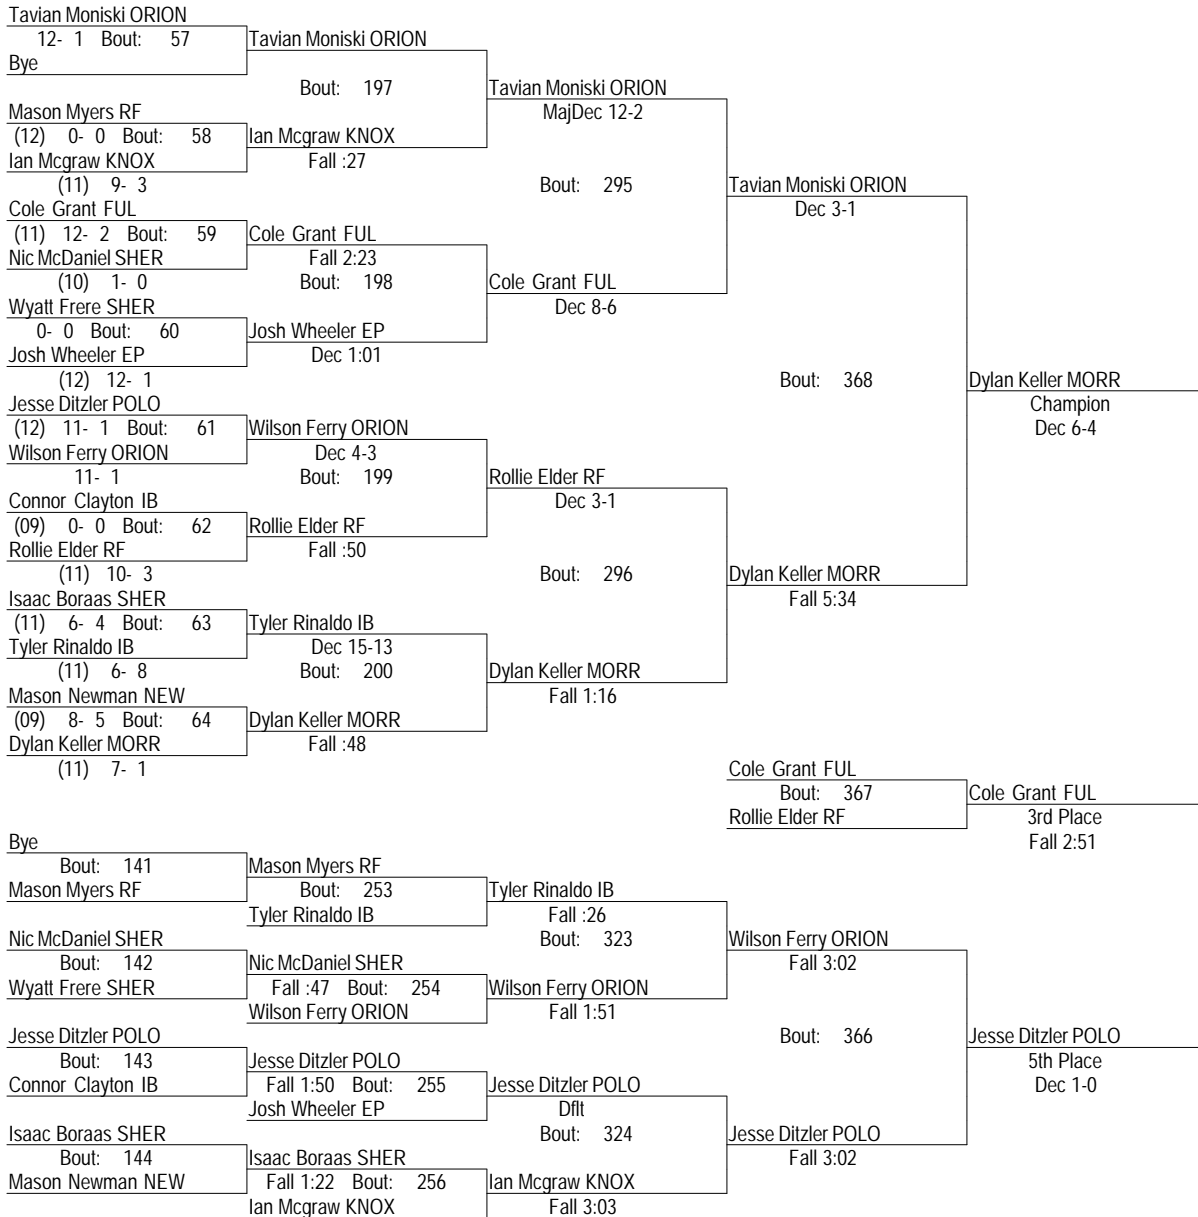 Tavian Moniski ORION
12- 1 Bout: 57
Tavian Moniski ORION
Bye
Bout: 197
Tavian Moniski ORION
Mason Myers RF
MajDec 12-2
(12) 0- 0 Bout: 58
Ian Mcgraw KNOX
Ian Mcgraw KNOX
Fall :27
(11) 9- 3
Bout: 295
Tavian Moniski ORION
Cole Grant FUL
Dec 3-1
(11) 12- 2 Bout: 59
Cole Grant FUL
Nic McDaniel SHER
Fall 2:23
(10) 1- 0
Bout: 198
Cole Grant FUL
Wyatt Frere SHER
Dec 8-6
0- 0 Bout: 60
Josh Wheeler EP
Josh Wheeler EP
Dec 1:01
(12) 12- 1
Bout: 368
Dylan Keller MORR
Jesse Ditzler POLO
Champion
(12) 11- 1 Bout: 61
Wilson Ferry ORION
Dec 6-4
Wilson Ferry ORION
Dec 4-3
11- 1
Bout: 199
Rollie Elder RF
Connor Clayton IB
Dec 3-1
(09) 0- 0 Bout: 62
Rollie Elder RF
Rollie Elder RF
Fall :50
(11) 10- 3
Bout: 296
Dylan Keller MORR
Isaac Boraas SHER
Fall 5:34
(11) 6- 4 Bout: 63
Tyler Rinaldo IB
Tyler Rinaldo IB
Dec 15-13
(11) 6- 8
Bout: 200
Dylan Keller MORR
Mason Newman NEW
Fall 1:16
(09) 8- 5 Bout: 64
Dylan Keller MORR
Dylan Keller MORR
Fall :48
(11) 7- 1
Cole Grant FUL
Bout: 367
Cole Grant FUL
Rollie Elder RF
3rd Place
Fall 2:51
Bye
Bout: 141
Mason Myers RF
Mason Myers RF
Bout: 253
Tyler Rinaldo IB
Tyler Rinaldo IB
Fall :26
Nic McDaniel SHER
Bout: 323
Wilson Ferry ORION
Bout: 142
Nic McDaniel SHER
Fall 3:02
Wyatt Frere SHER
Fall :47 Bout: 254
Wilson Ferry ORION
Wilson Ferry ORION
Fall 1:51
Jesse Ditzler POLO
Bout: 366
Jesse Ditzler POLO
Bout: 143
Jesse Ditzler POLO
5th Place
Connor Clayton IB
Fall 1:50 Bout: 255
Jesse Ditzler POLO
Dec 1-0
Josh Wheeler EP
Dflt
Isaac Boraas SHER
Bout: 324
Jesse Ditzler POLO
Bout: 144
Isaac Boraas SHER
Fall 3:02
Mason Newman NEW
Fall 1:22 Bout: 256
Ian Mcgraw KNOX
Ian Mcgraw KNOX
Fall 3:03